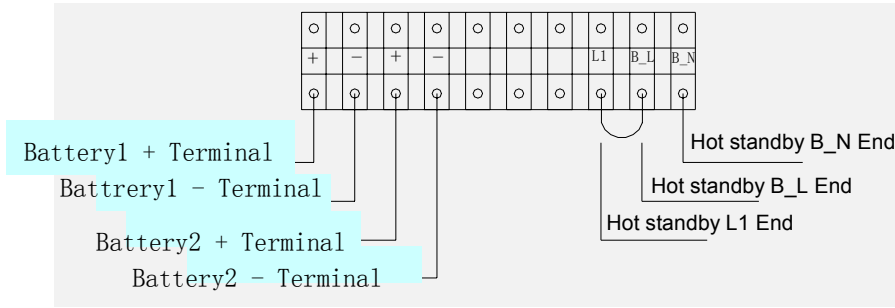 + − + − L1 B_L B_N
Battery1 + Terminal
Hot standby B_N End
Battrery1 − Terminal
Hot standby B_L End
Hot standby L1 End
Battery2 + Terminal
Battery2 − Terminal